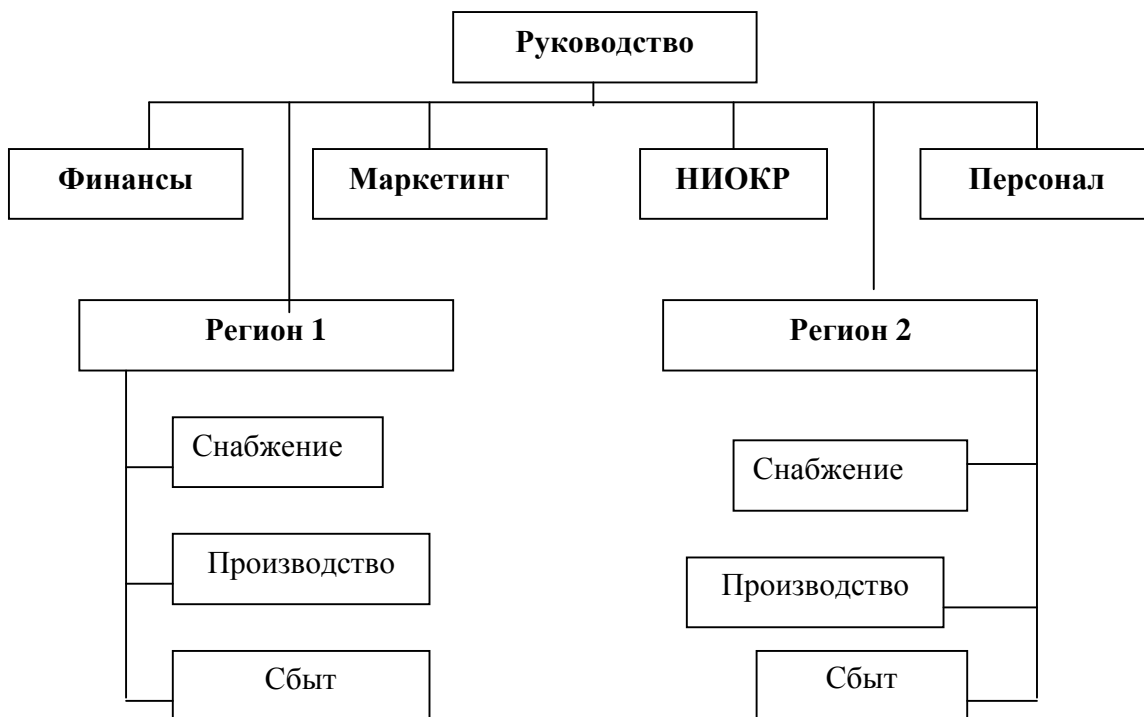 Руководство
Финансы
Маркетинг
НИОКР
Персонал
Регион 1
Регион 2
Снабжение
Снабжение
Производство
Производство
Сбыт
Сбыт